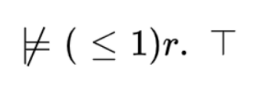 ⊭ ( ≤ 1)r. ⊤